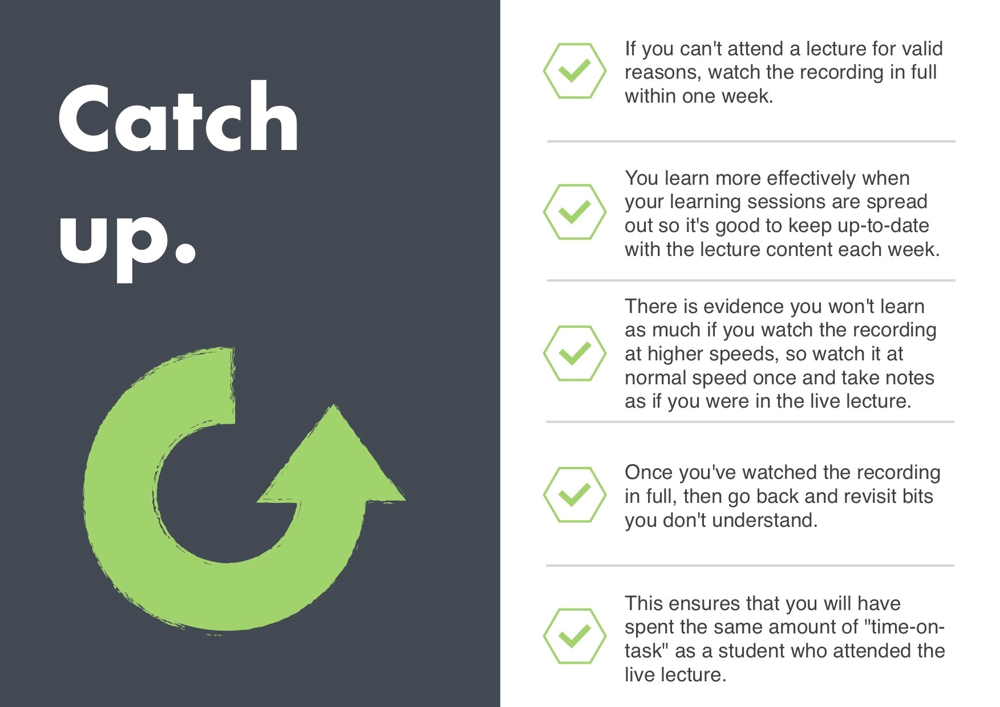 Catch
up.
If you can't attend a lecture for valid
reasons, watch the recording in full
within one week.
You learn more effectively when
your learning sessions are spread
out so it's good to keep up-to-date
with the lecture content each week.
There is evidence you won't learn
as much if you watch the recording
at higher speeds, so watch it at
normal speed once and take notes
as if you were in the live lecture.
Once you've watched the recording
in full, then go back and revisit bits
you don't understand.
This ensures that you will have
spent the same amount of "time-on-
task" as a student who attended the
live lecture.